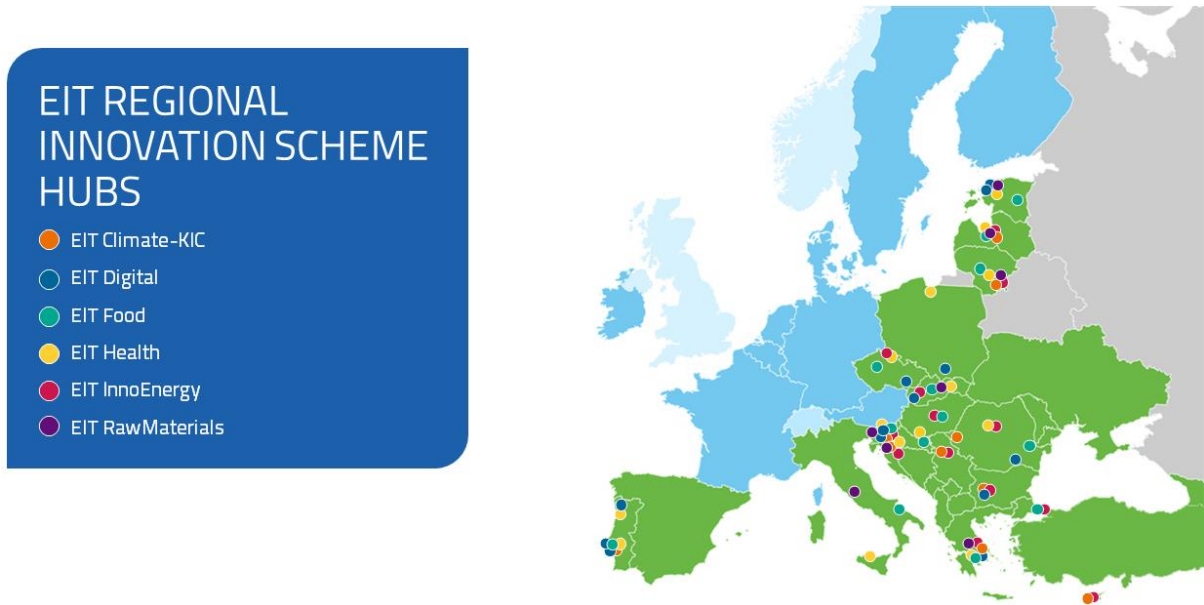 EIT REGIONAL
INNOVATION SCHEME
HUBS
EIT Climate-KIC
EIT Digital
EIT Food
EIT Health
EIT InnoEnergy
EIT RawMaterials